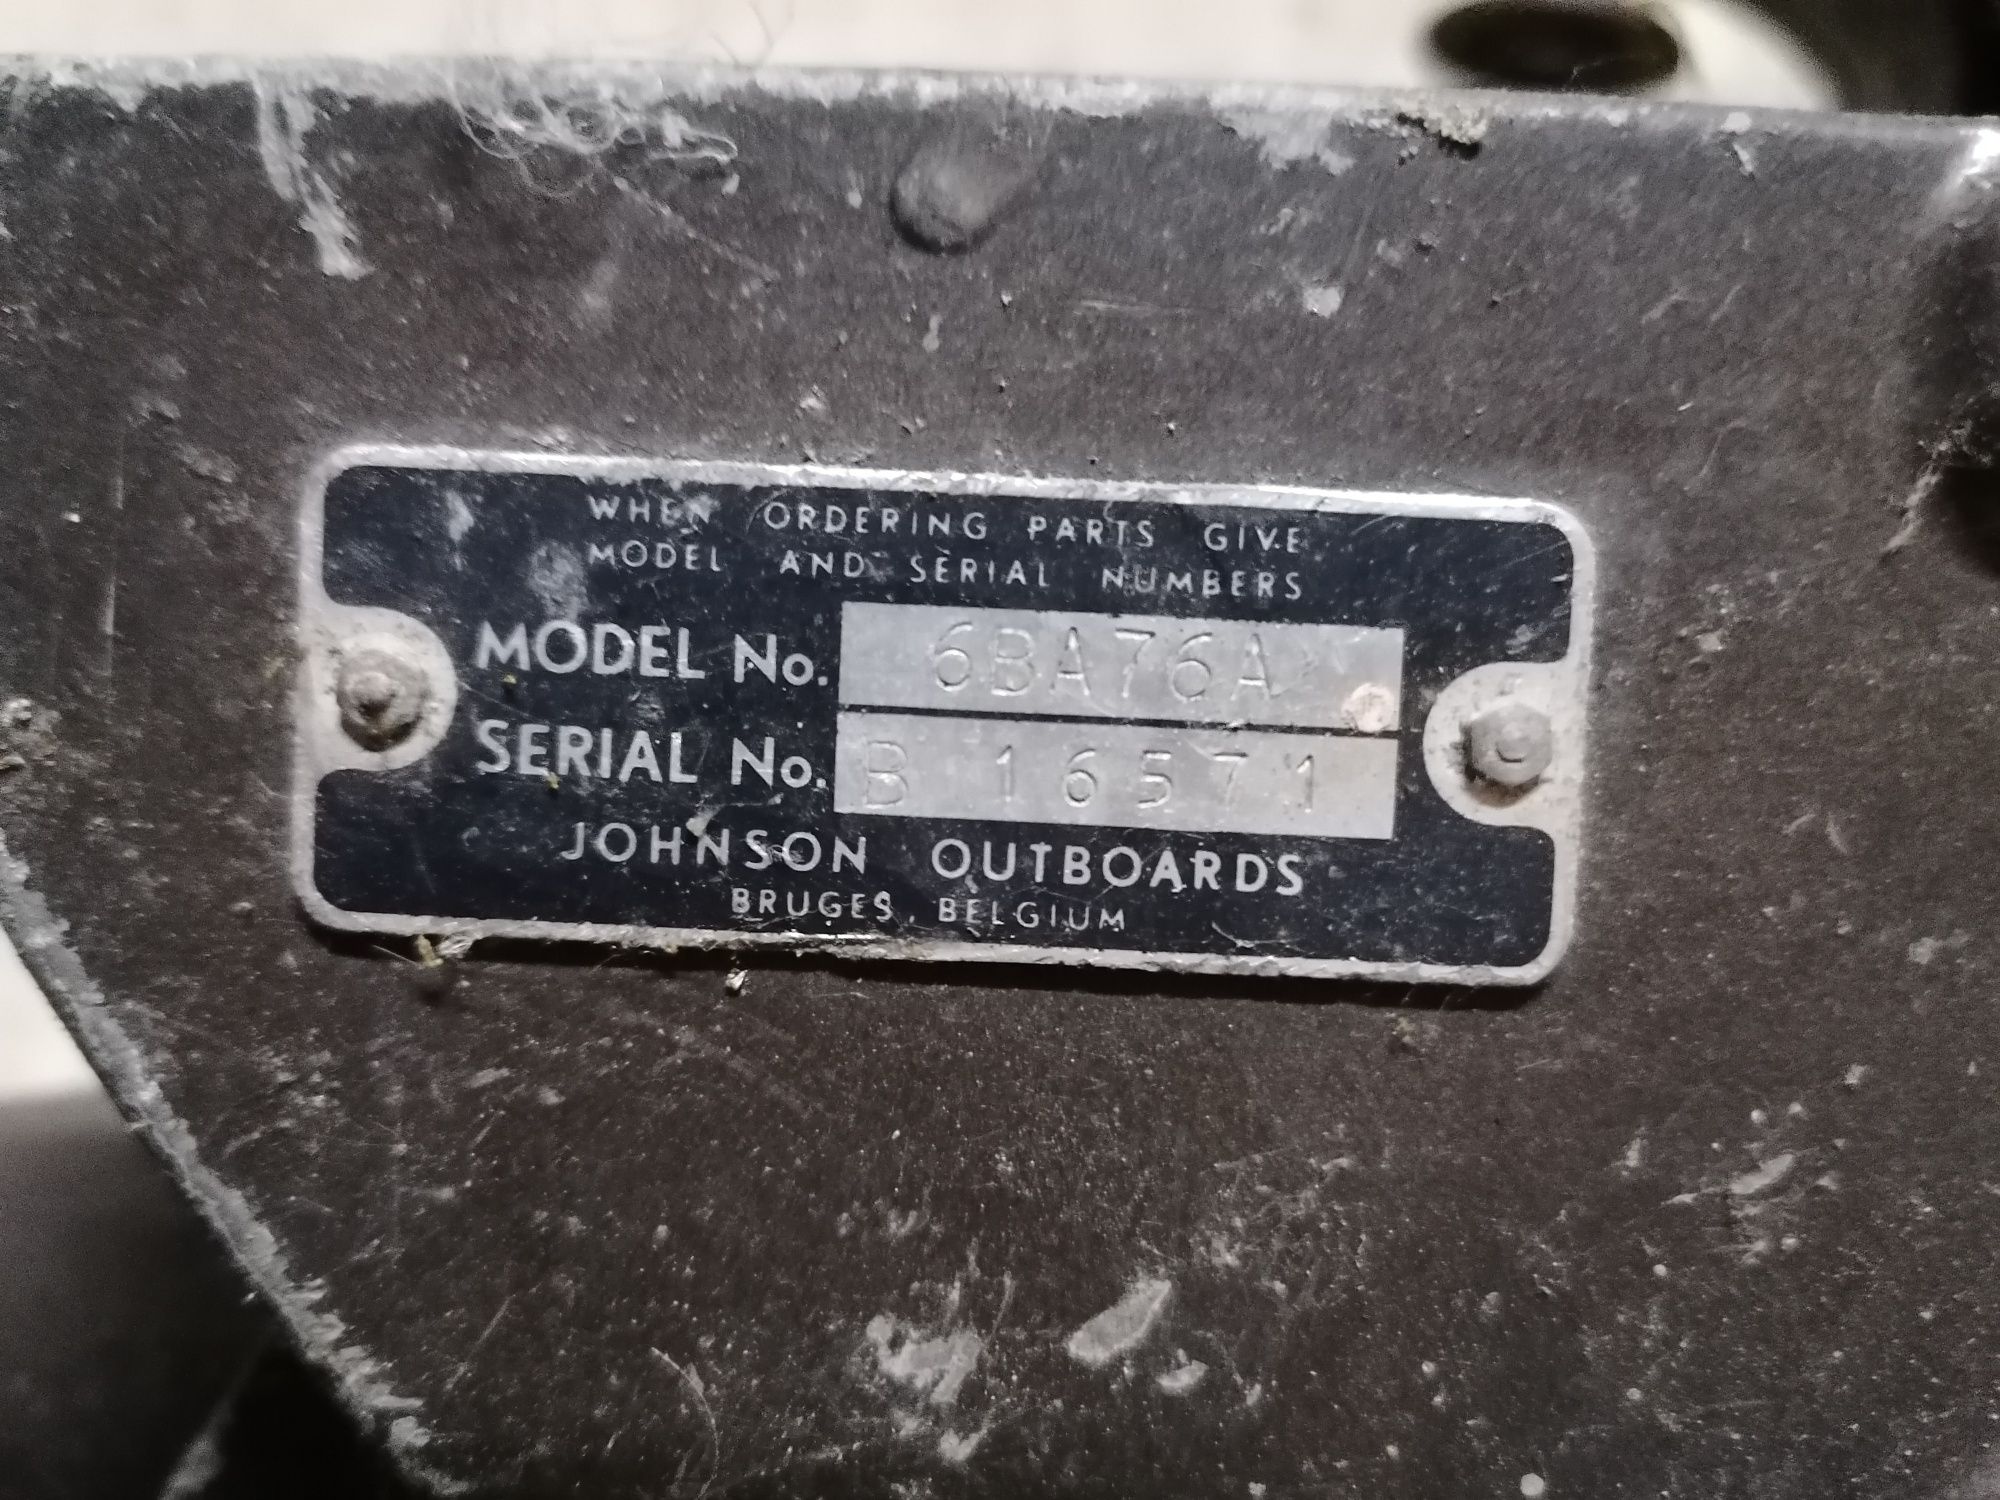 WHEN ORDERING PARTS GIVE
MODEL AND SERIAL NUMBERS
MODEL No. 6BA76A
SERIAL No. B 16571
JOHNSON OUTBOARDS
BRUGES, BELGIUM